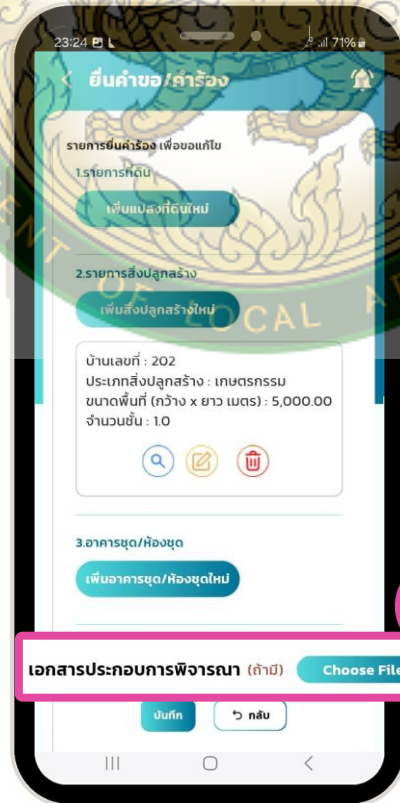 23:24
71%
ยื่นคำขอ/คำร้อง
รายการยื่นคำร้อง เพื่อขอแก้ไข
1.รายการที่ดิน
เพิ่มแปลงที่ดินใหม่
2.รายการสิ่งปลูกสร้าง
เพิ่มสิ่งปลูกสร้างใหม่
OF LOCAL
บ้านเลขที่ : 202
ประเภทสิ่งปลูกสร้าง : เกษตรกรรม
ขนาดพื้นที่ (กว้าง x ยาว เมตร) : 5,000.00
จำนวนชั้น : 1.0
3.อาคารชุด/ห้องชุด
เพิ่มอาคารชุด/ห้องชุดใหม่
เอกสารประกอบการพิจารณา (ถ้ามี) Choose File
บันทึก กลับ